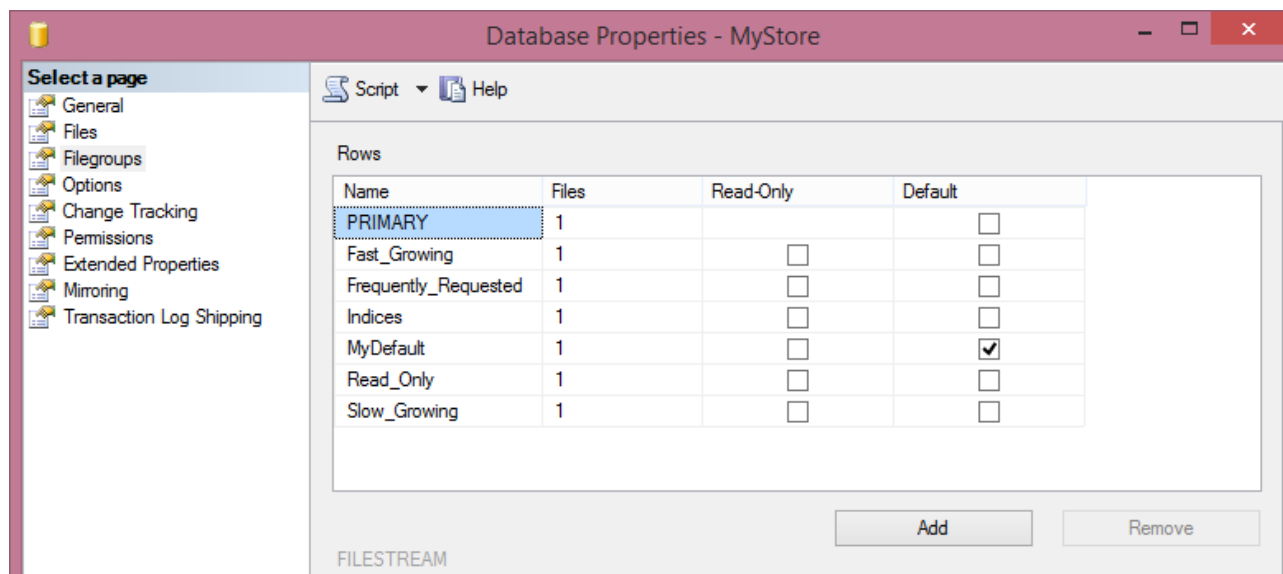 Database Properties - MyStore
Select a page
General
Files
Filegroups
Options
Change Tracking
Permissions
Extended Properties
Mirroring
Transaction Log Shipping
Script Help
Rows
Name Files Read-Only Default
PRIMARY 1
Fast_Growing 1
Frequently_Requested 1
Indices 1
MyDefault 1
Read_Only 1
Slow_Growing 1
Add Remove
FILESTREAM